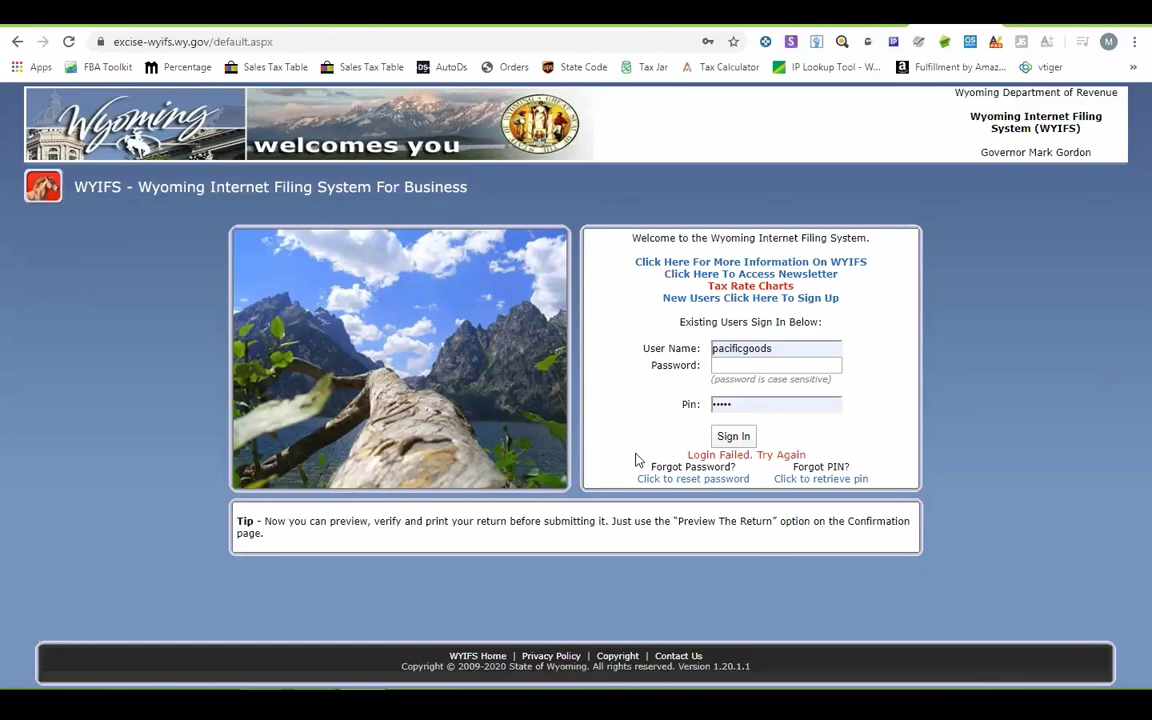 excise-wyifs.wy.gov/default.aspx
Apps FBA Toolkit Percentage Sales Tax Table Sales Tax Table AutoDs Orders State Code Tax Jar Tax Calculator IP Lookup Tool - W... Fulfillment by Amaz... vtiger »
Wyoming
welcomes you
Wyoming Department of Revenue
Wyoming Internet Filing
System (WYIFS)
Governor Mark Gordon
WYIFS - Wyoming Internet Filing System For Business
Welcome to the Wyoming Internet Filing System.
Click Here For More Information On WYIFS
Click Here To Access Newsletter
Tax Rate Charts
New Users Click Here To Sign Up
Existing Users Sign In Below:
User Name: pacificgoods
Password:
(password is case sensitive)
Pin: •••••
Sign In
Login Failed. Try Again
Forgot Password? Forgot PIN?
Click to reset password Click to retrieve pin
Tip - Now you can preview, verify and print your return before submitting it. Just use the "Preview The Return" option on the Confirmation
page.
WYIFS Home | Privacy Policy | Copyright | Contact Us
Copyright © 2009-2020 State of Wyoming. All rights reserved. Version 1.20.1.1